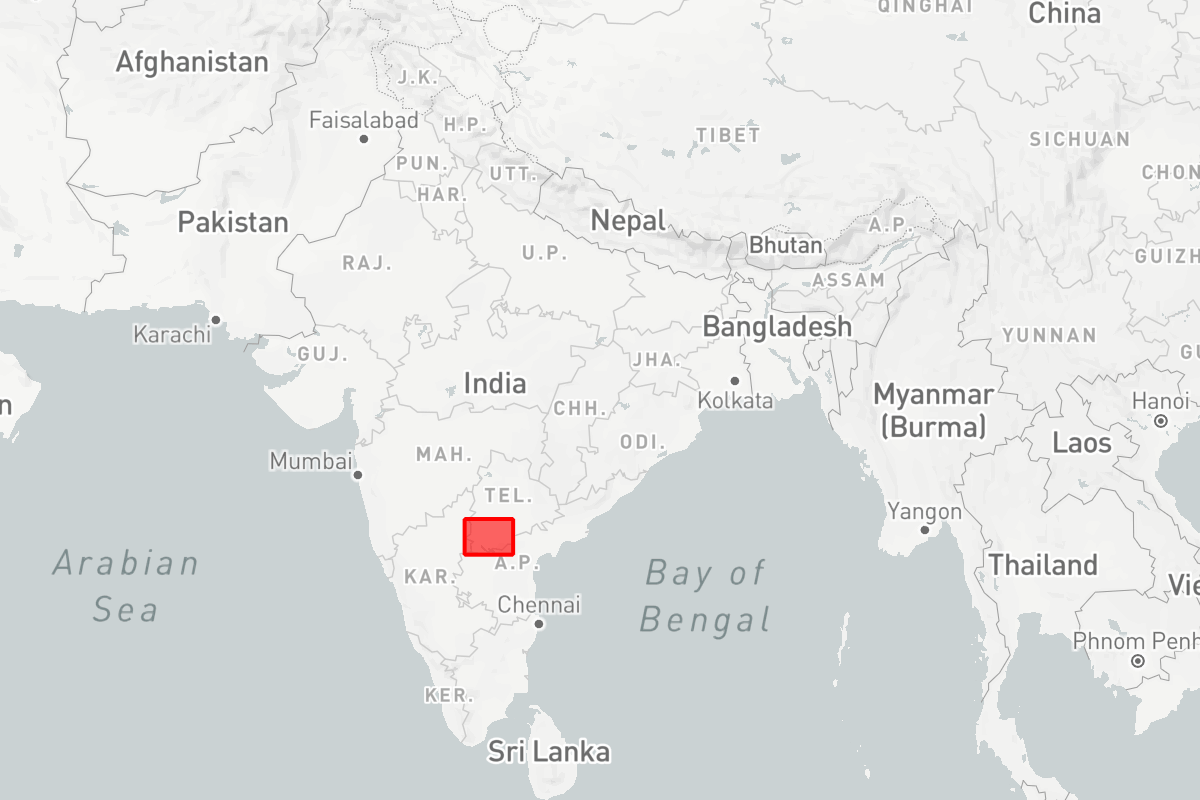 QINGHAI
China
Afghanistan
J.K.
Faisalabad
H.P.
TIBET
SICHUAN
PUN.
UTT.
CHON
HAR.
Pakistan
Nepal
A.P.
Bhutan
U.P.
RAJ.
GUIZH
ASSAM
Karachi
Bangladesh
YUNNAN
GUJ.
JHA.
GU
India
Kolkata
Myanmar
(Burma)
Hanoi
n
CHH.
ODI.
Laos
Mumbai
MAH.
TEL.
Yangon
Arabian
Sea
KAR.
A.P.
Bay of
Bengal
Thailand
Vie
Chennai
Phnom Penh
KER.
Sri Lanka